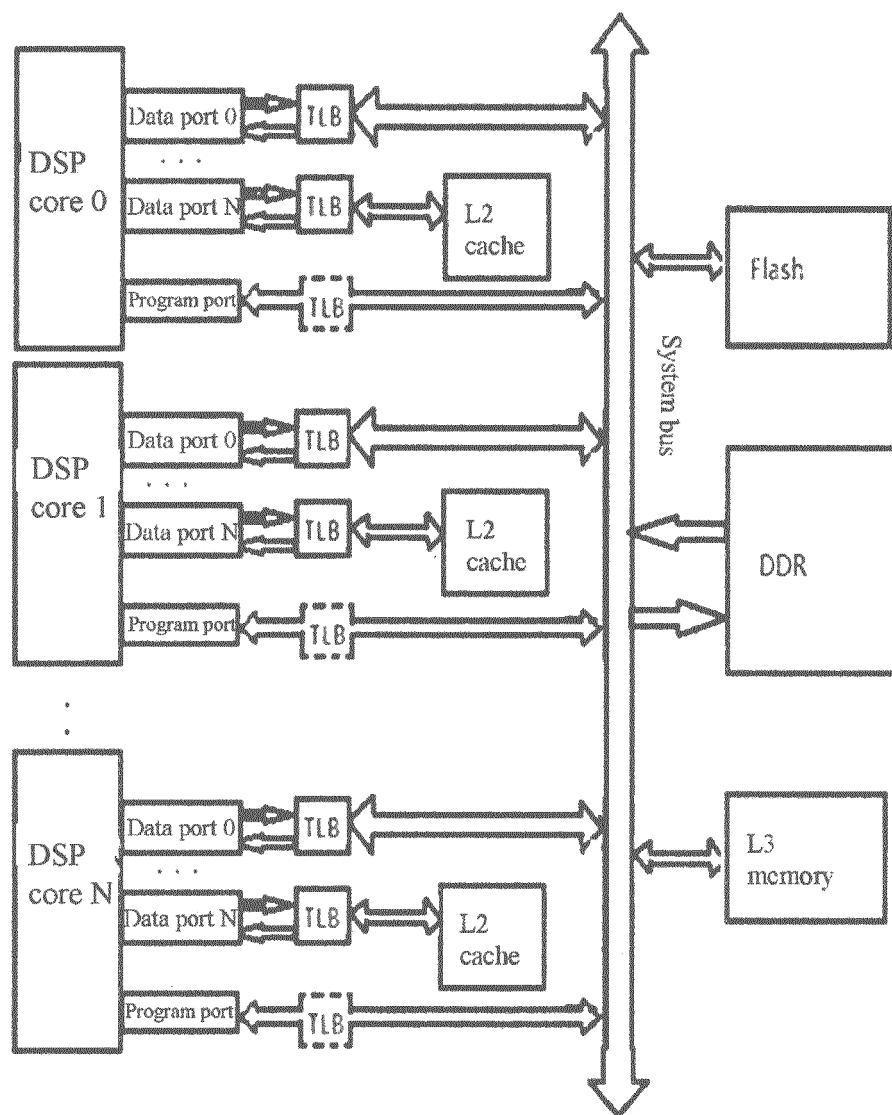 DSP
core 0
Data port 0
TLB
. . .
Data port N
TLB
L2
cache
Program port
TLB
DSP
core 1
Data port 0
TLB
. . .
Data port N
TLB
L2
cache
Program port
TLB
.
.
DSP
core N
Data port 0
TLB
. . .
Data port N
TLB
L2
cache
Program port
TLB
System bus
Flash
DDR
L3
memory